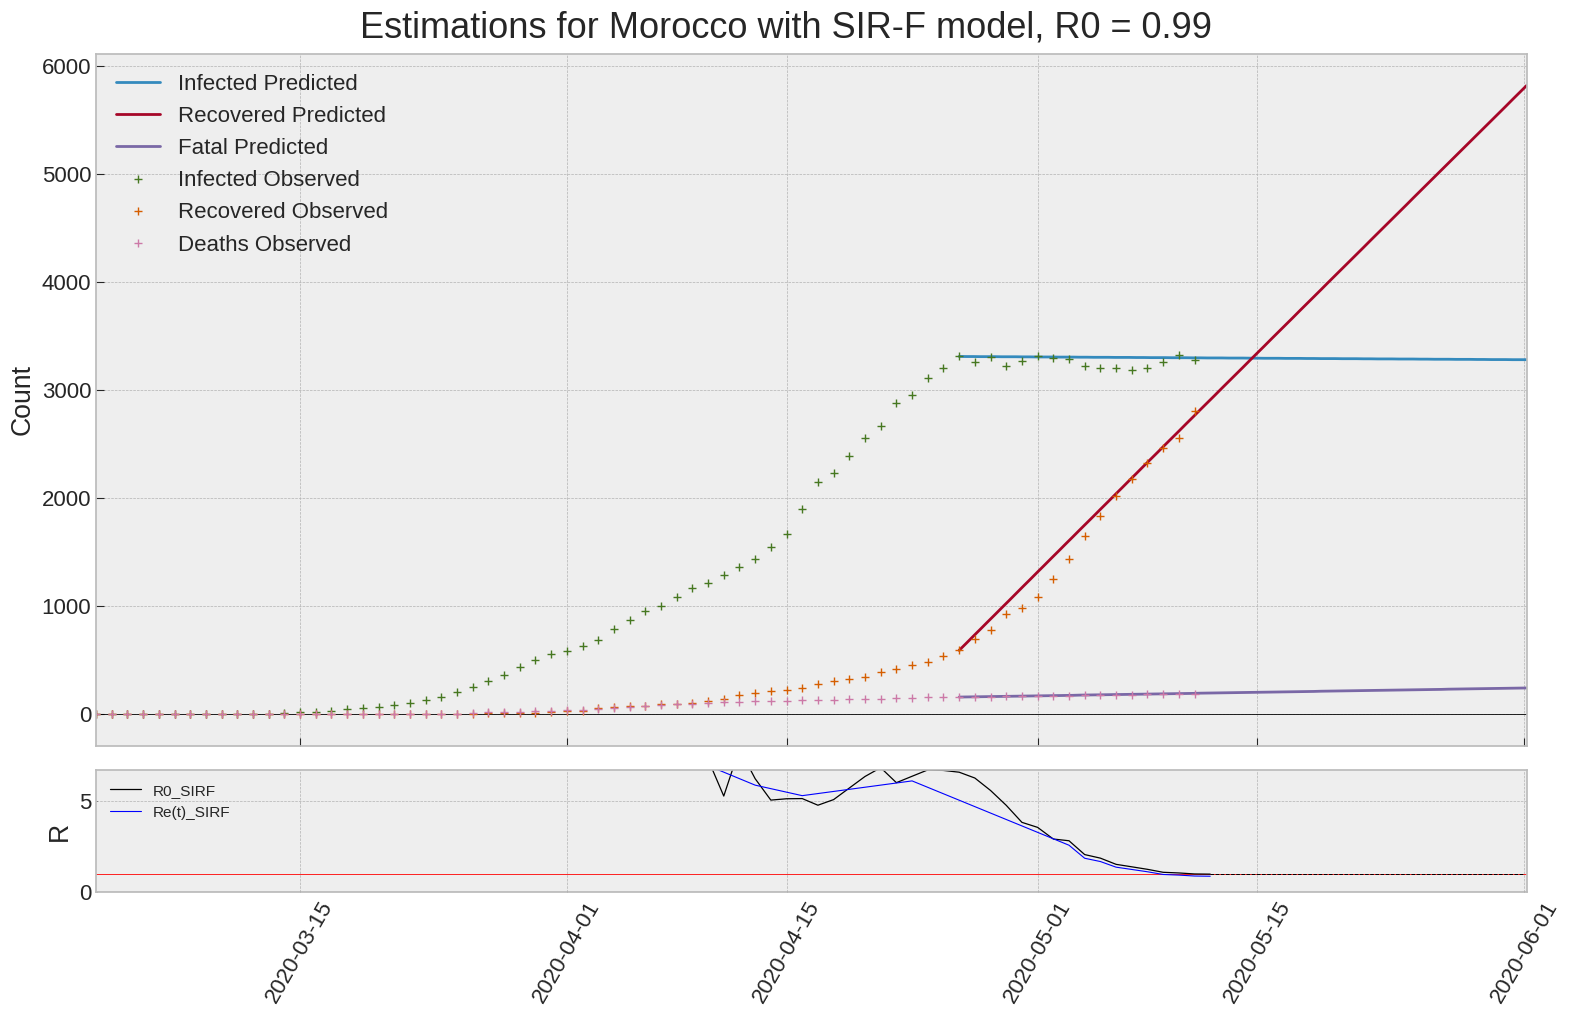 Estimations for Morocco with SIR-F model, R0 = 0.99
6000
5000
4000
3000
2000
1000
0
Count
Infected Predicted
Recovered Predicted
Fatal Predicted
Infected Observed
Recovered Observed
Deaths Observed
5
0
R
R0_SIRF
Re(t)_SIRF
2020-03-15
2020-04-01
2020-04-15
2020-05-01
2020-05-15
2020-06-01